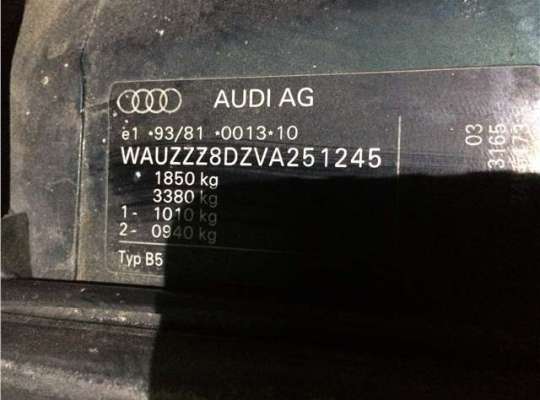 AUDI AG
e1 *93/81 *0013*10
WAUZZZ8DZVA251245
1850 kg
3380 kg
1- 1010 kg
2- 0940 kg
Typ B5
03
3165